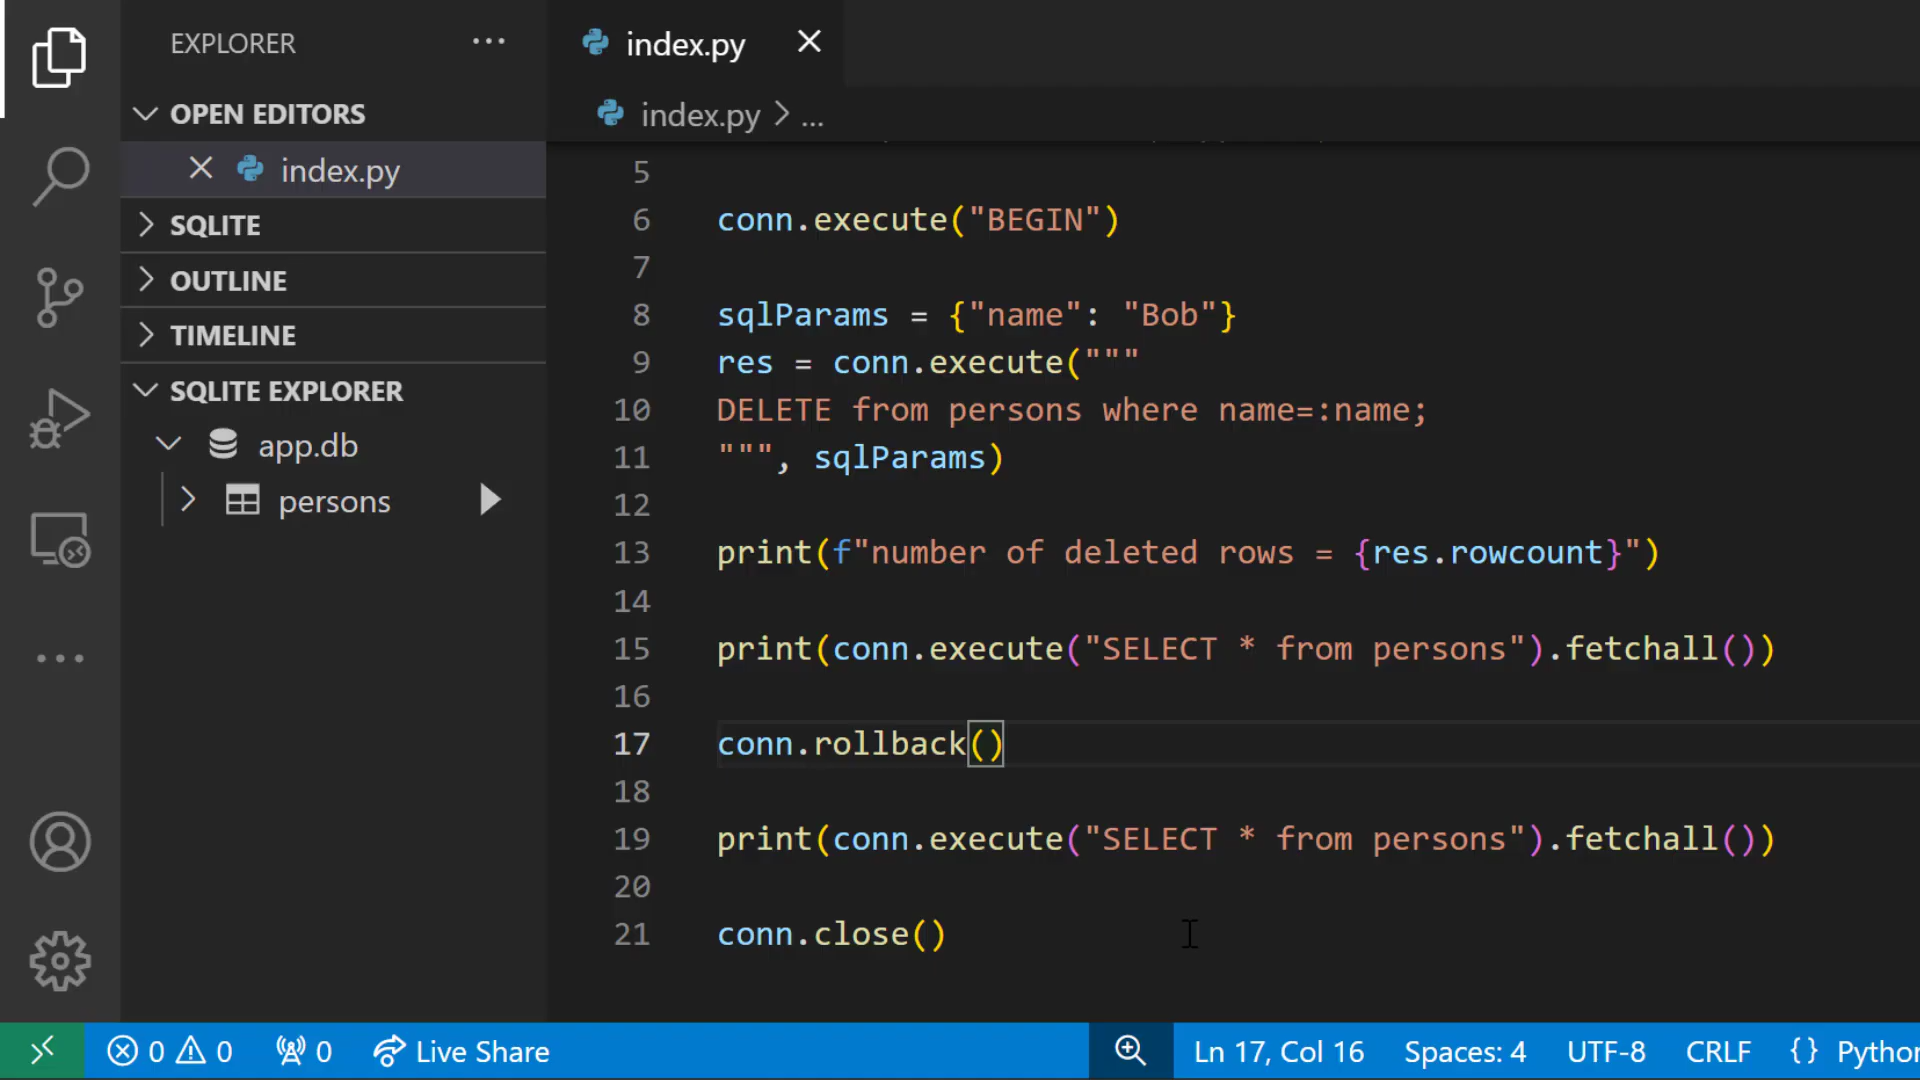 EXPLORER
OPEN EDITORS
index.py
SQLITE
OUTLINE
TIMELINE
SQLITE EXPLORER
app.db
persons
index.py
index.py > ...
5
6 conn.execute("BEGIN")
7
8 sqlParams = {"name": "Bob"}
9 res = conn.execute("""
10 DELETE from persons where name=:name;
11 """, sqlParams)
12
13 print(f"number of deleted rows = {res.rowcount}")
14
15 print(conn.execute("SELECT * from persons").fetchall())
16
17 conn.rollback()
18
19 print(conn.execute("SELECT * from persons").fetchall())
20
21 conn.close()
0 0 0 Live Share Ln 17, Col 16 Spaces: 4 UTF-8 CRLF {} Python